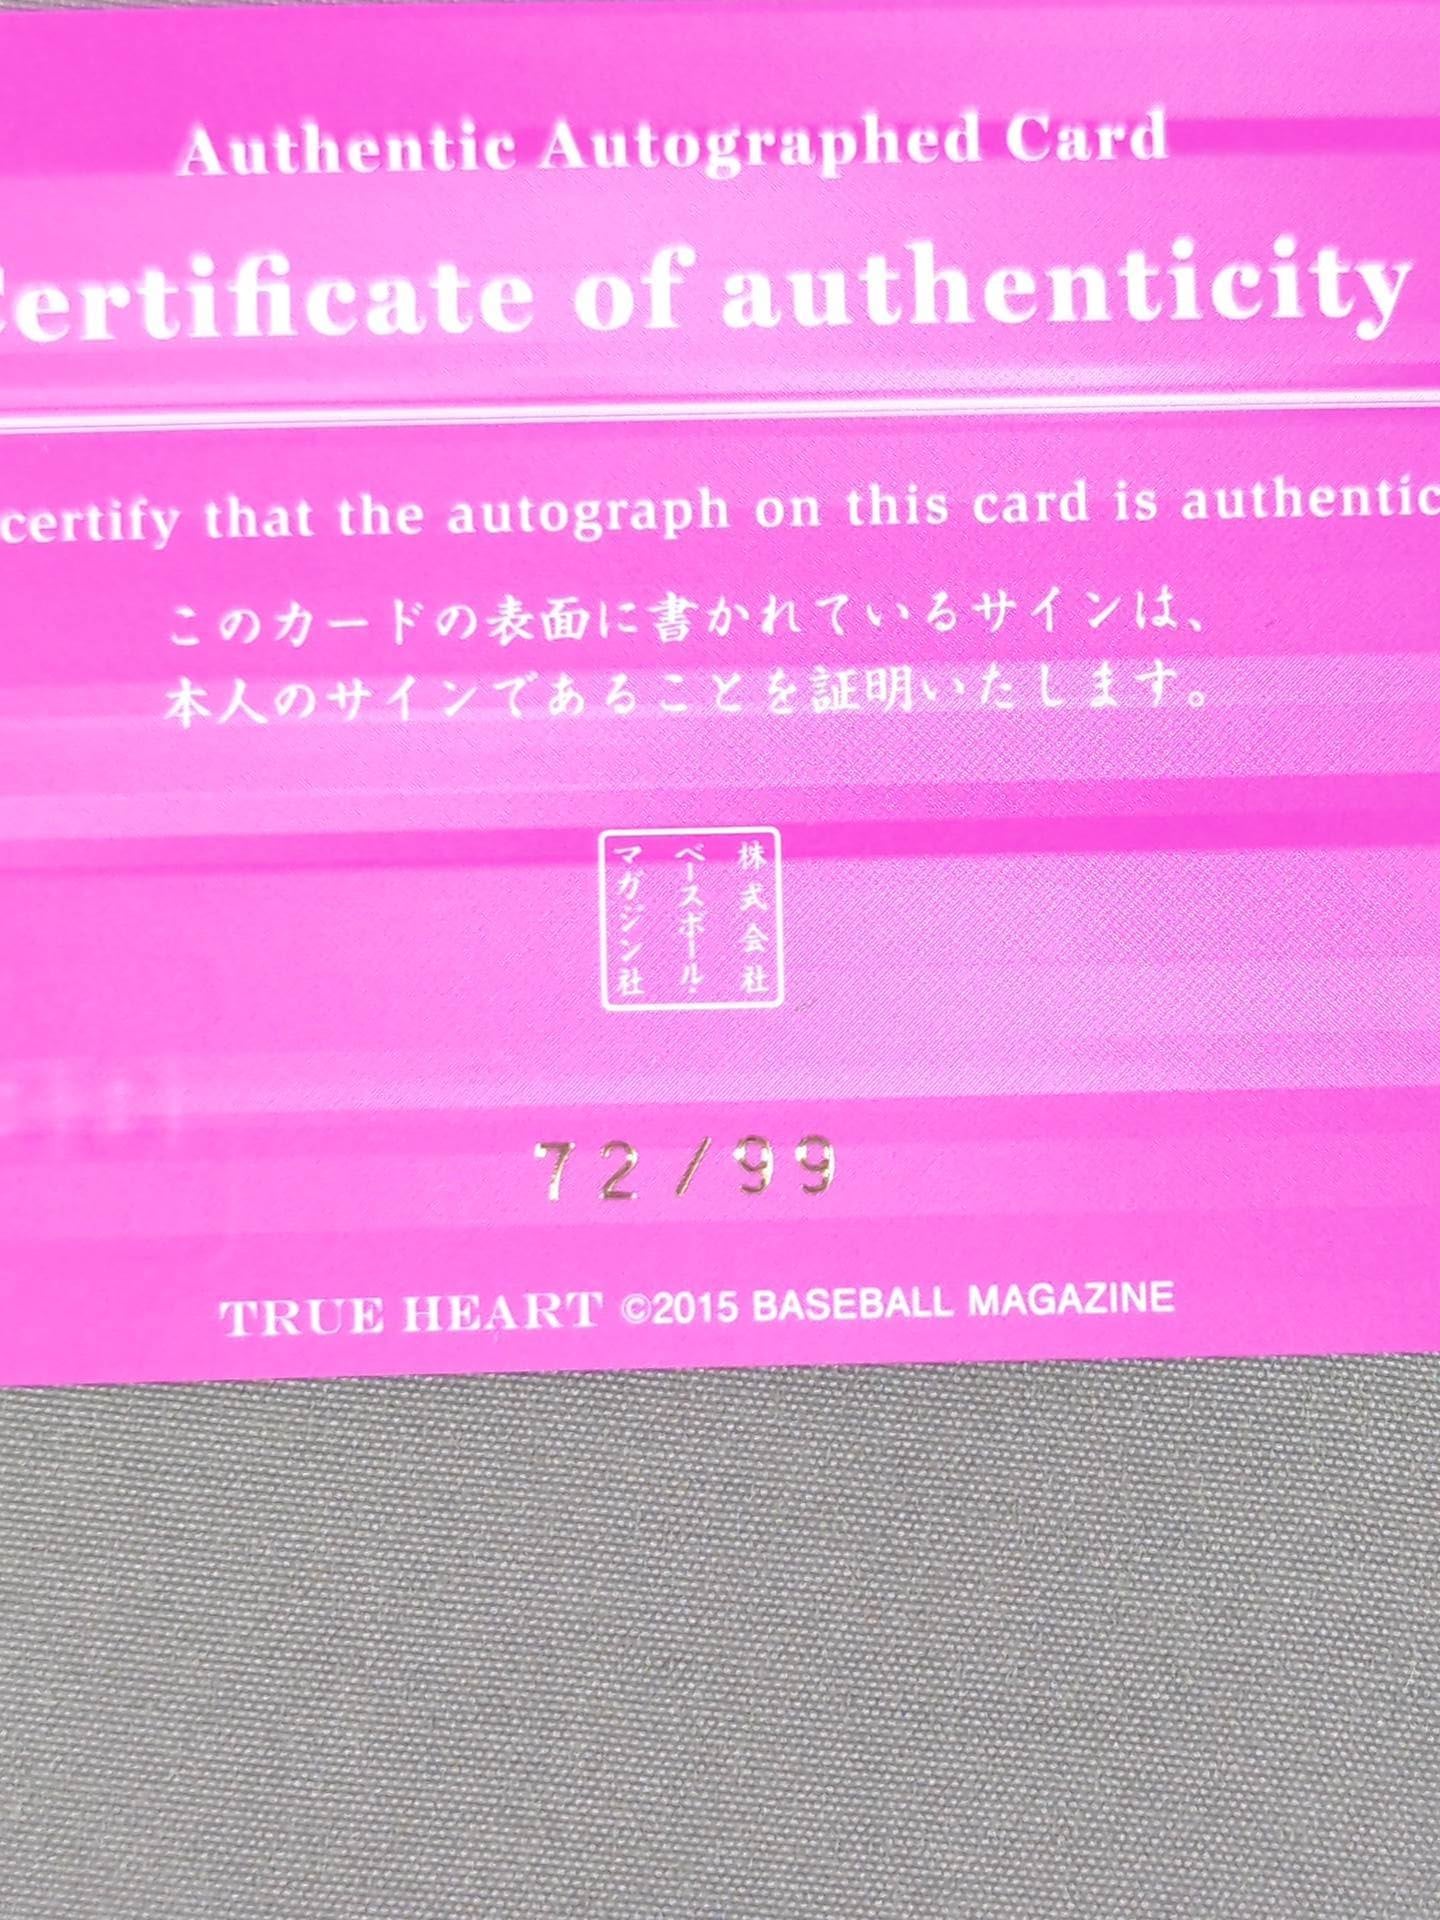 Authentic Autographed Card
Certificate of authenticity
certify that the autograph on this card is authentic
このカードの表面に書かれているサインは、
本人のサインであることを証明いたします。
株式会社
ベースボール・
マガジン社
72/99
TRUE HEART ©2015 BASEBALL MAGAZINE